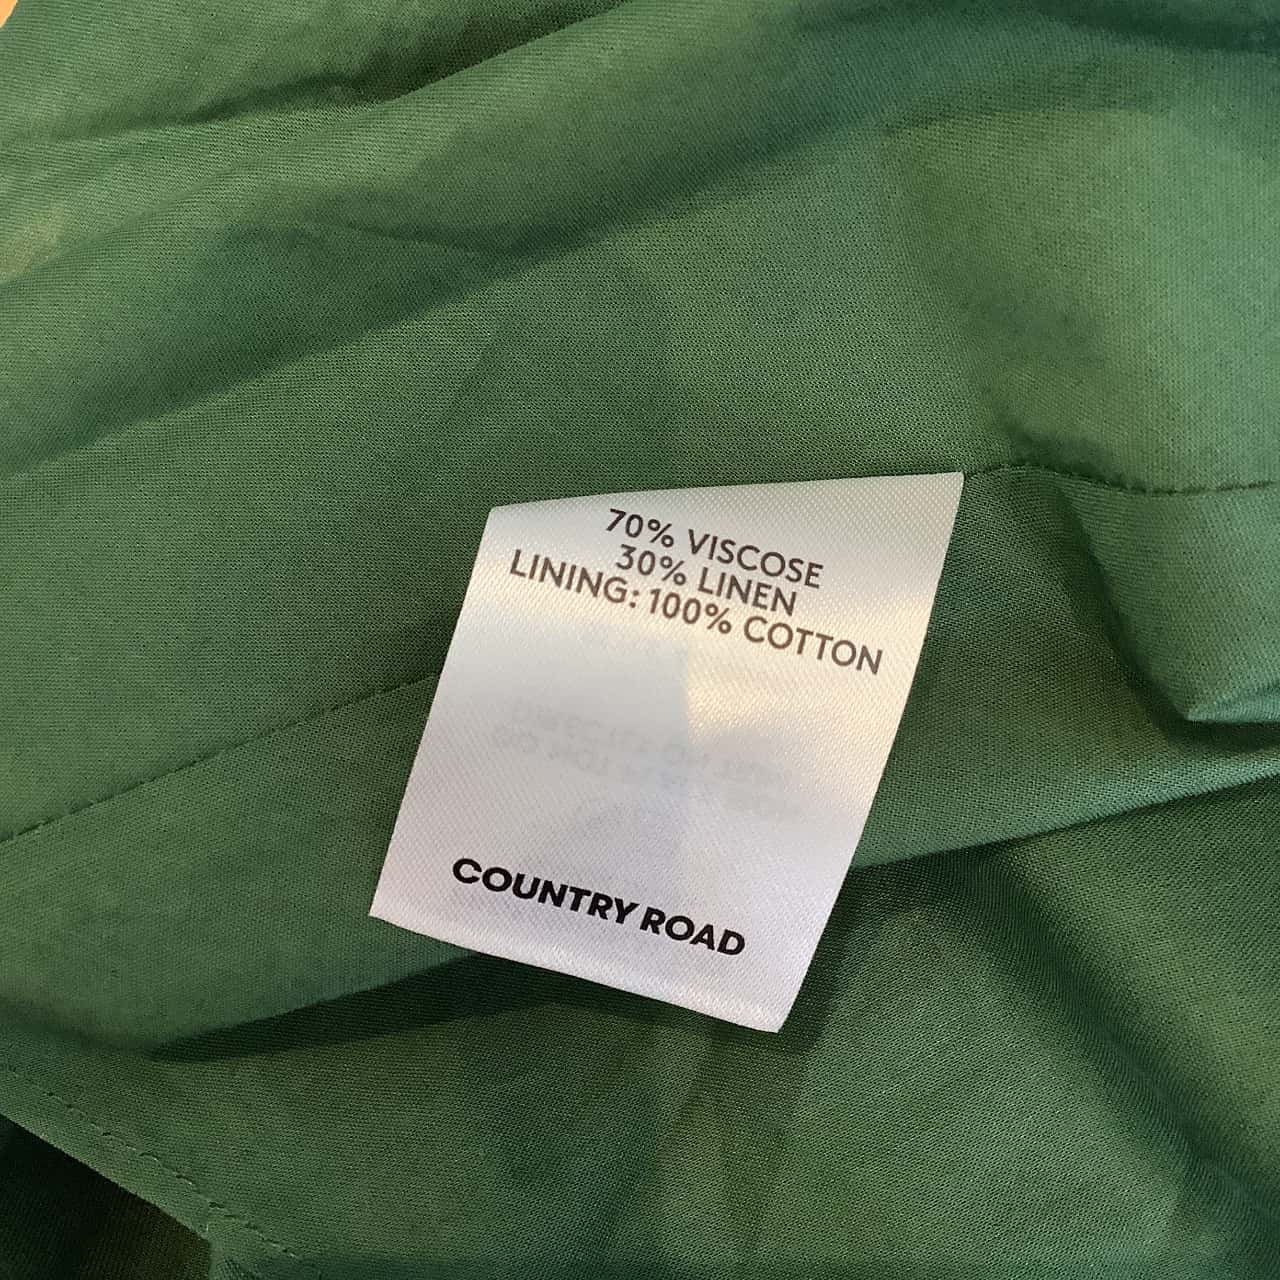 70% VISCOSE
30% LINEN
LINING: 100% COTTON
COUNTRY ROAD